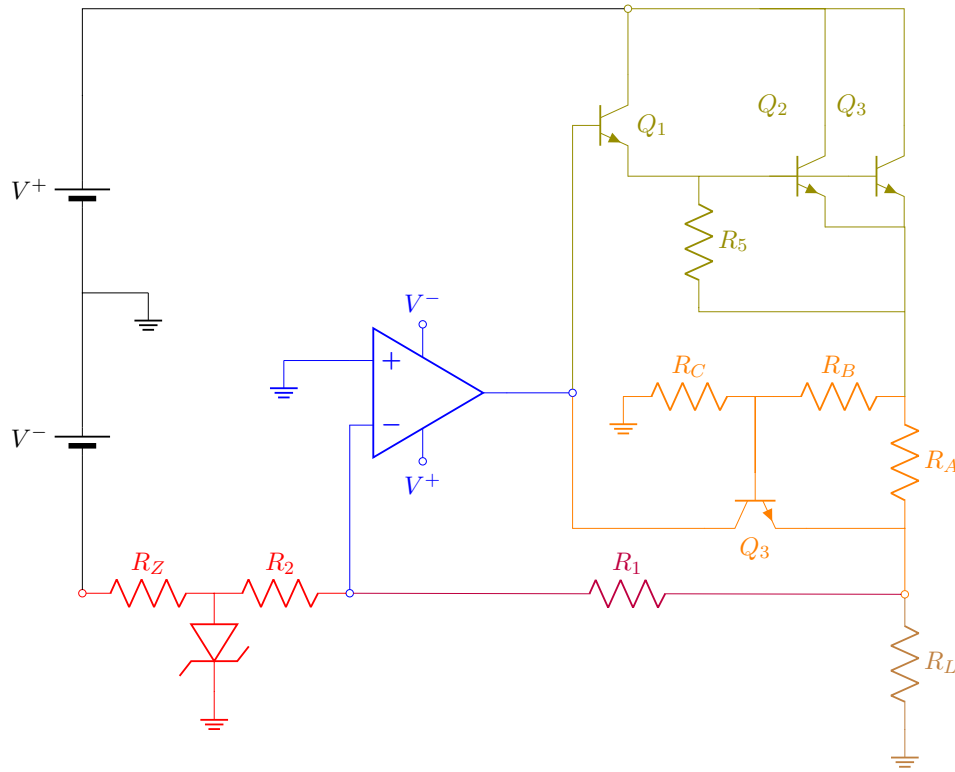 Q₂
Q₃
Q₁
V⁺
R₅
V⁻
+
R_C
R_B
−
V⁻
V⁺
R_A
Q₃
R_Z
R₂
R₁
R_L